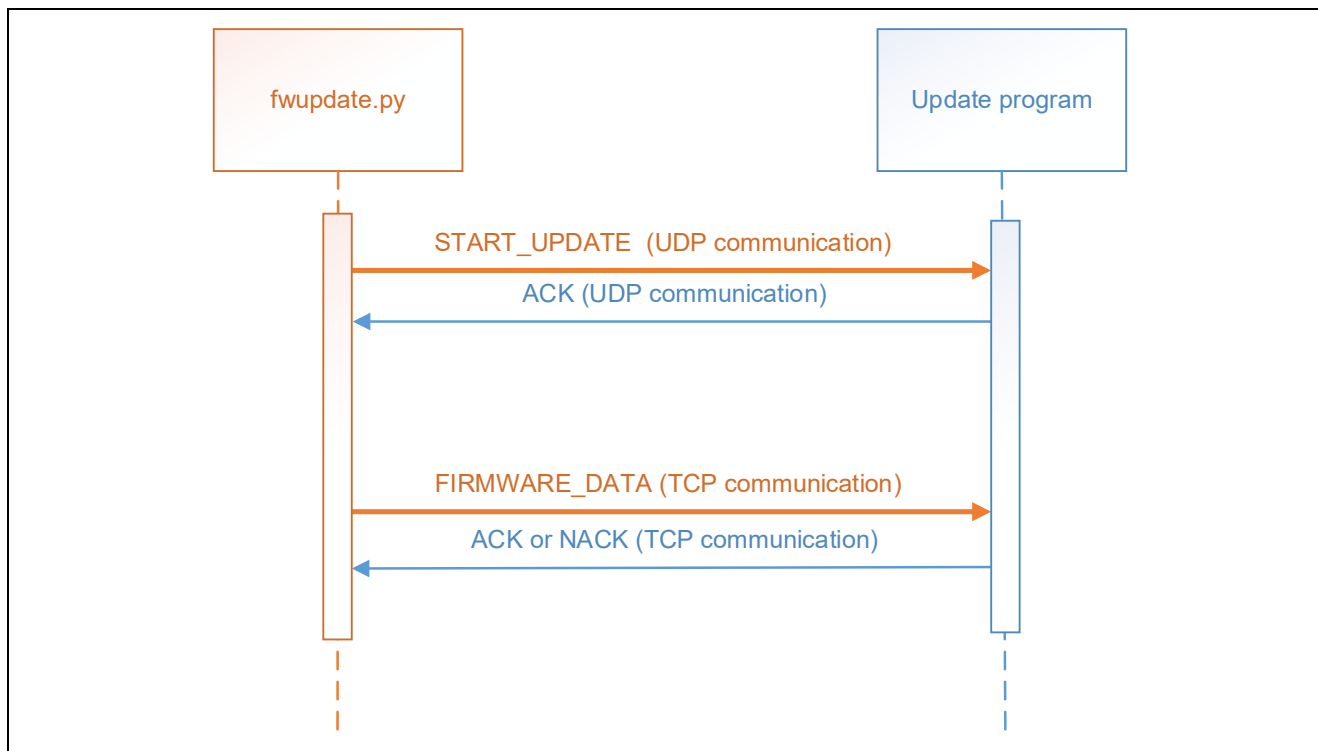 fwupdate.py
Update program
START_UPDATE  (UDP communication)
ACK (UDP communication)
FIRMWARE_DATA (TCP communication)
ACK or NACK (TCP communication)